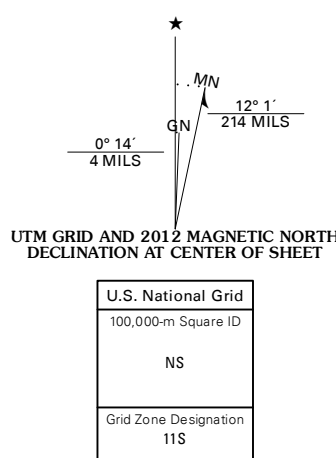 ★
MN
GN
12° 1´
214 MILS
0° 14´
4 MILS
UTM GRID AND 2012 MAGNETIC NORTH
DECLINATION AT CENTER OF SHEET
U.S. National Grid
100,000-m Square ID
NS
Grid Zone Designation
11S